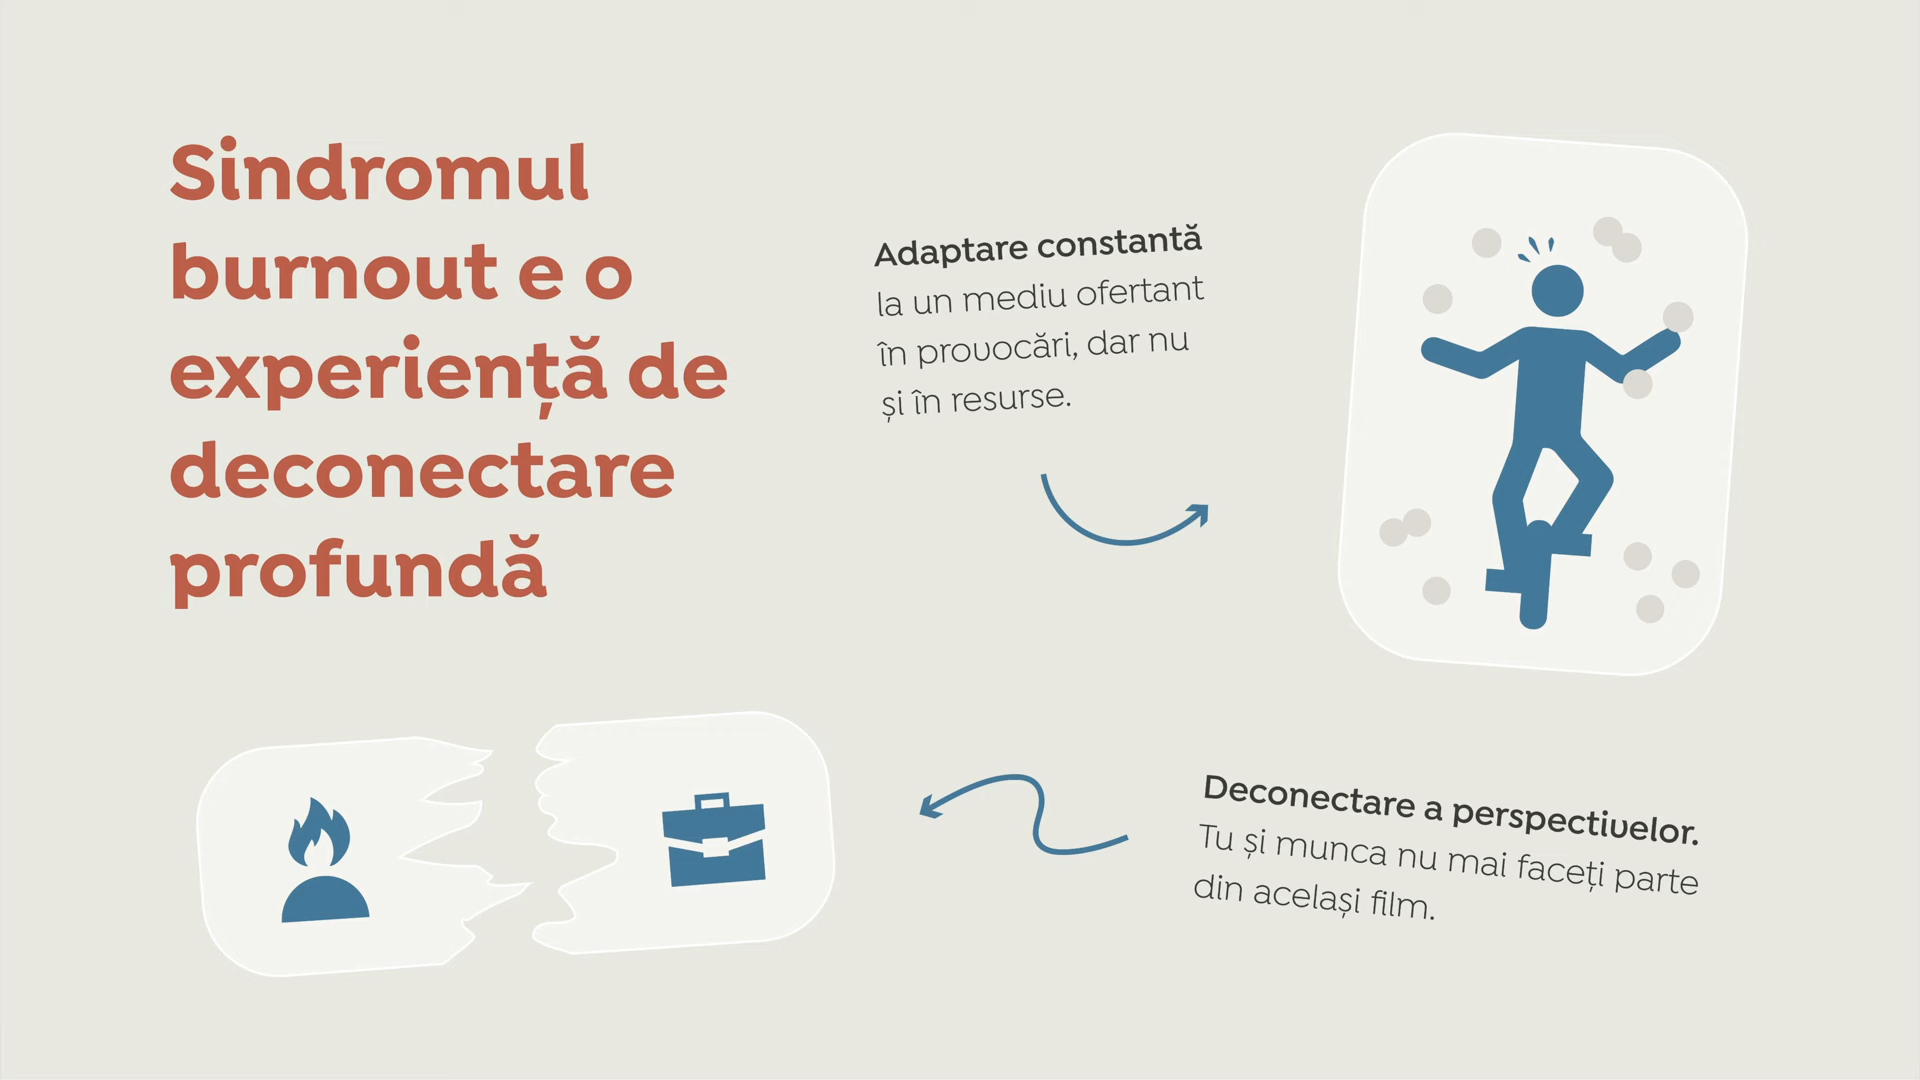 Sindromul
burnout e o
experiență de
deconectare
profundă
Adaptare constantă
la un mediu ofertant
în provocări, dar nu
și în resurse.
Deconectare a perspectivelor.
Tu și munca nu mai faceți parte
din același film.